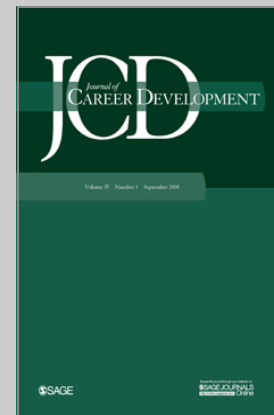 JCD
Journal of
CAREER DEVELOPMENT
Volume 35 Number 1 September 2008
SAGE
SAGE JOURNALS
Online